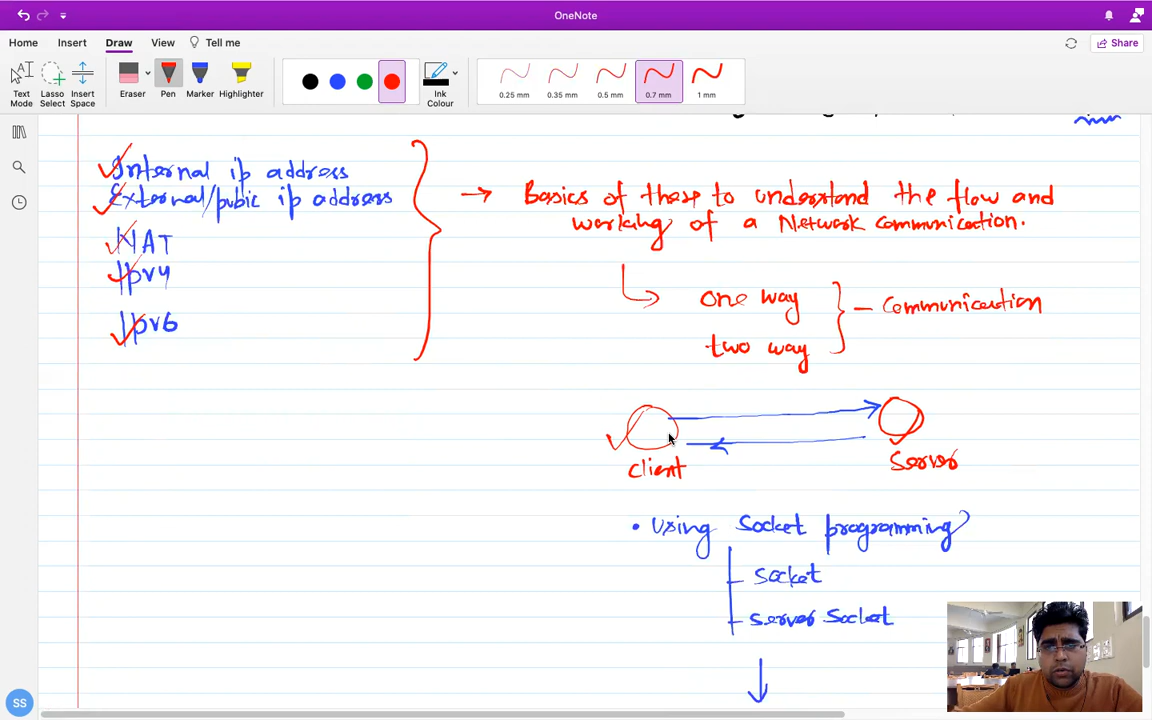 OneNote
Home Insert Draw View Tell me
Share
Text Mode
Lasso Select
Insert Space
Eraser
Pen
Marker
Highlighter
Ink Colour
0.25 mm
0.35 mm
0.5 mm
0.7 mm
1 mm
Internal ip address
External/pubic ip address
NAT
Ipv4
Ipv6
→ Basics of these to understand the flow and
working of a Network communication.
one way
two way
communication
client
Server
• Using Socket programming
Socket
Server Socket
SS